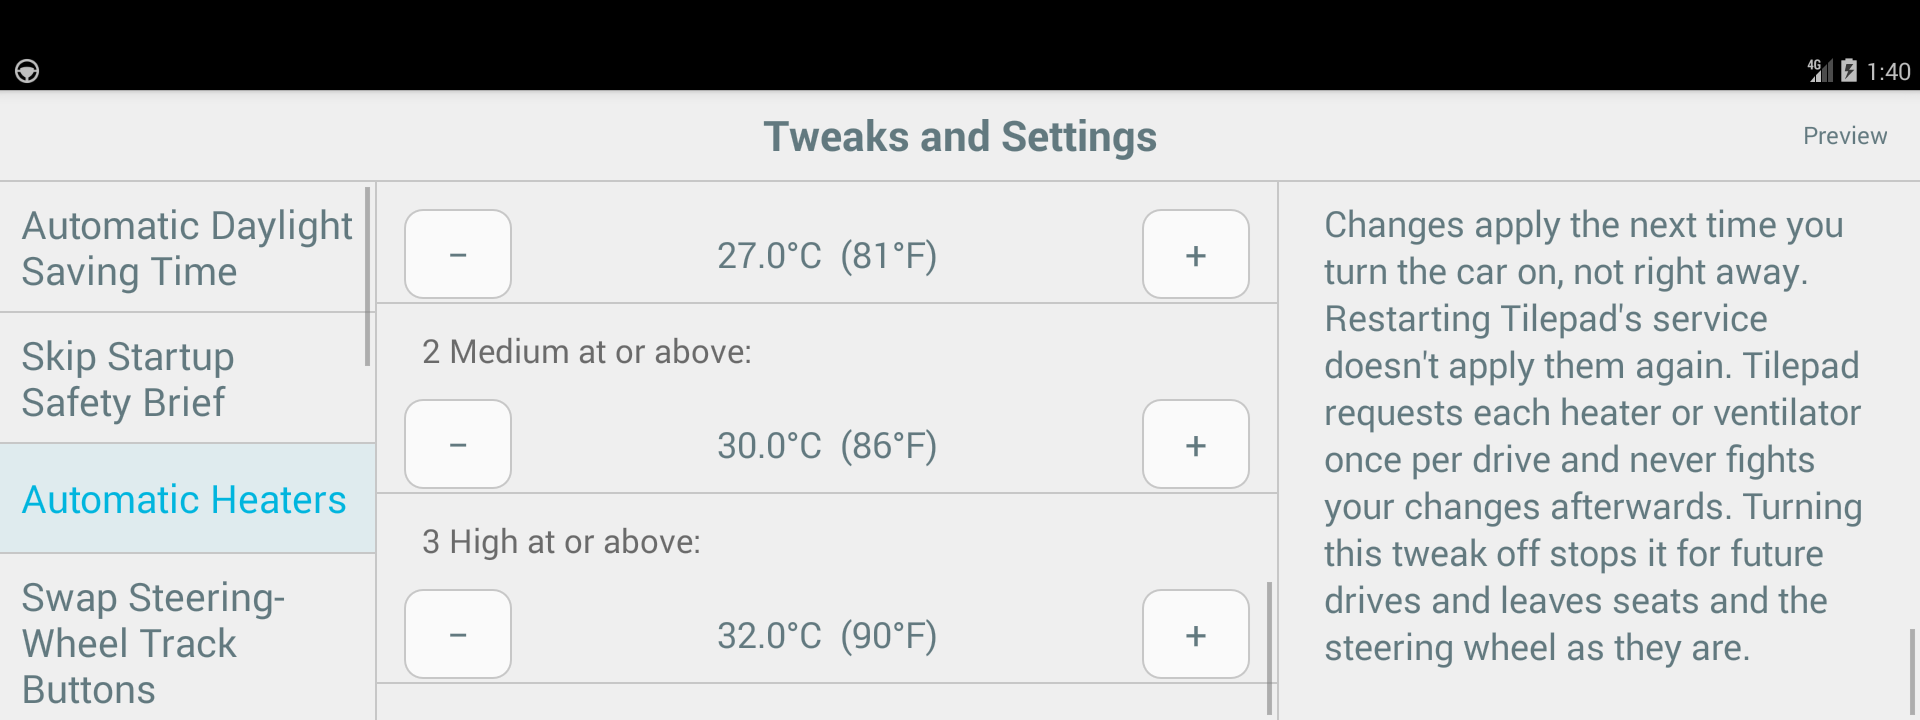 4G
1:40
Tweaks and Settings
Preview
Automatic Daylight
Saving Time
Skip Startup
Safety Brief
Automatic Heaters
Swap Steering-
Wheel Track
Buttons
− 27.0°C (81°F) +
2 Medium at or above:
− 30.0°C (86°F) +
3 High at or above:
− 32.0°C (90°F) +
Changes apply the next time you
turn the car on, not right away.
Restarting Tilepad's service
doesn't apply them again. Tilepad
requests each heater or ventilator
once per drive and never fights
your changes afterwards. Turning
this tweak off stops it for future
drives and leaves seats and the
steering wheel as they are.